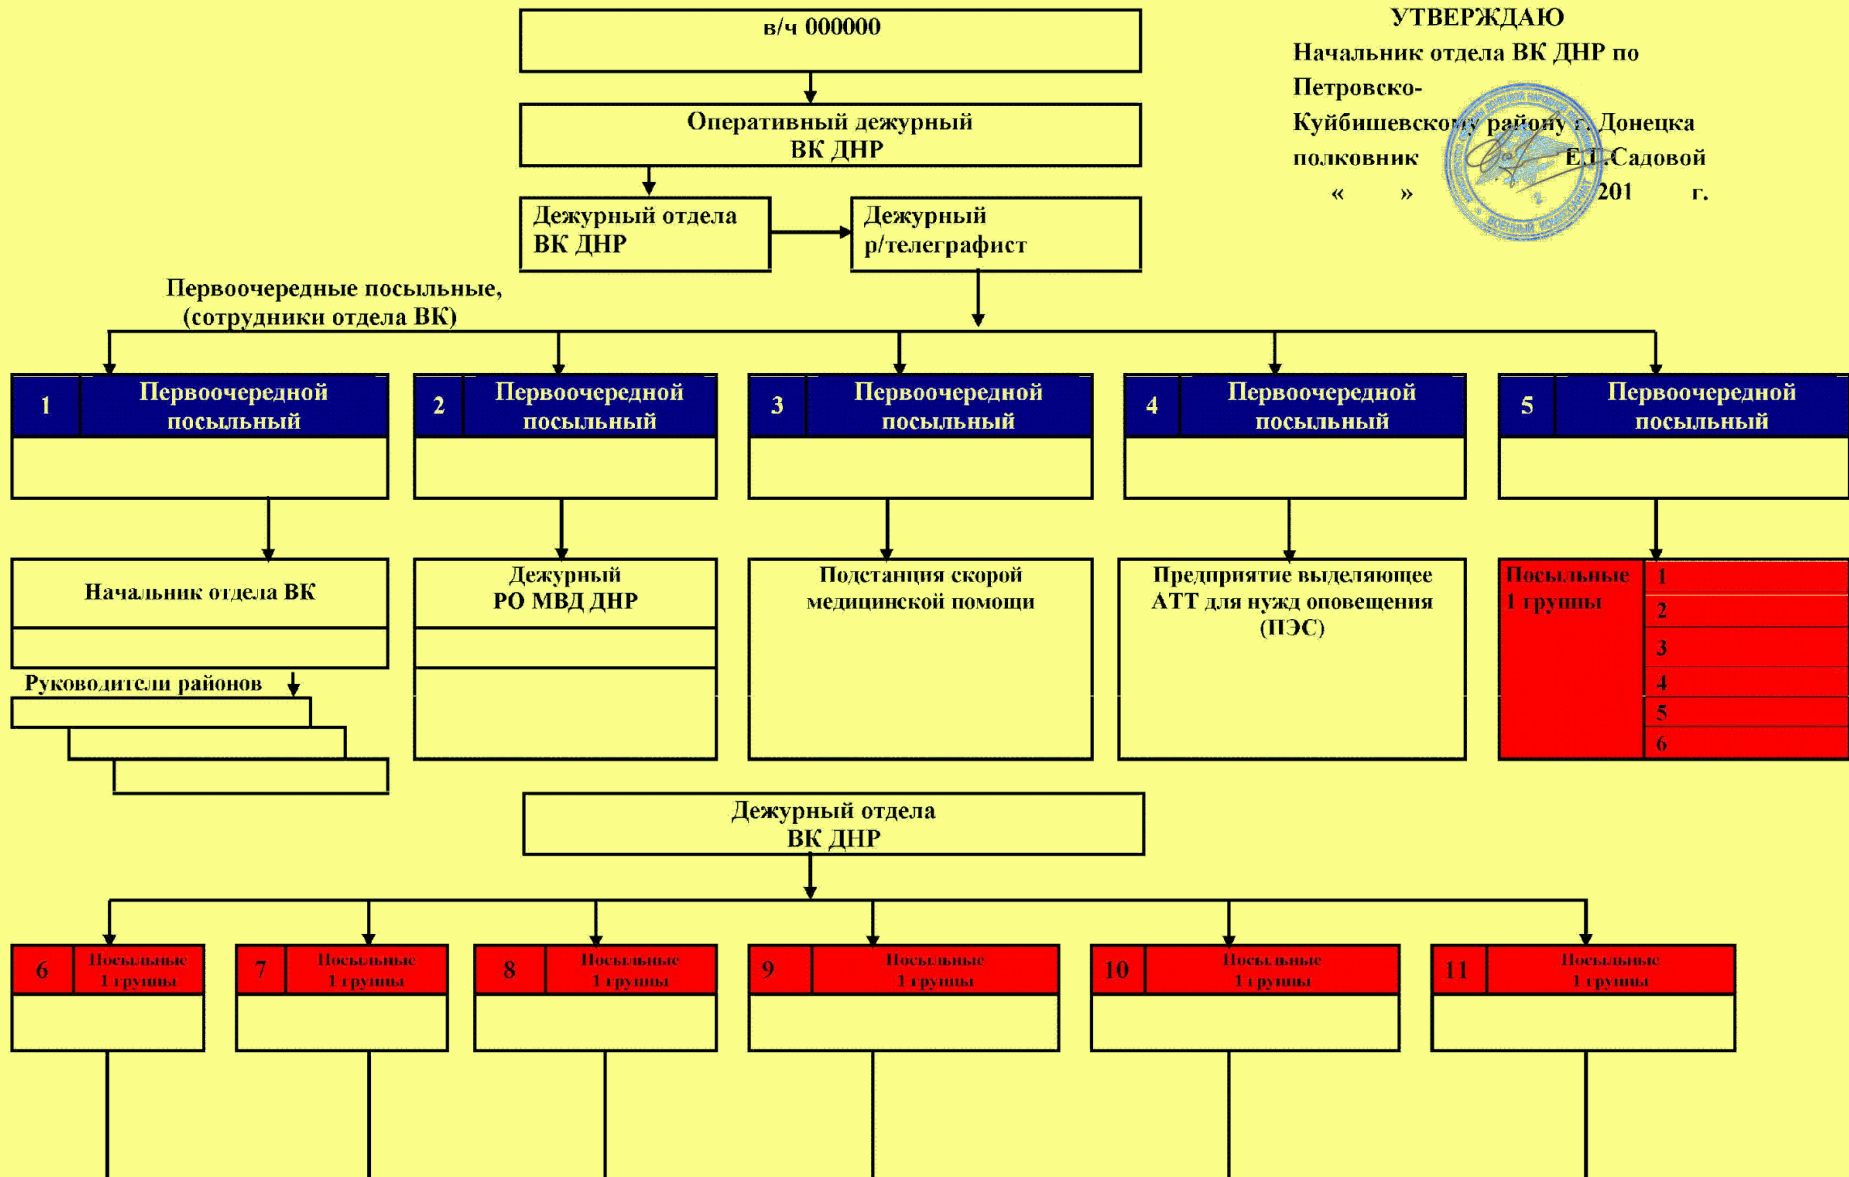 в/ч 000000
УТВЕРЖДАЮ
Начальник отдела ВК ДНР по
Петровско-
Куйбишевскому району г. Донецка
полковник Е.Г.Садовой
« » 201 г.
Оперативный дежурный
ВК ДНР
Дежурный отдела
ВК ДНР
Дежурный
р/телеграфист
Первоочередные посыльные,
(сотрудники отдела ВК)
1 Первоочередной
посыльный
2 Первоочередной
посыльный
3 Первоочередной
посыльный
4 Первоочередной
посыльный
5 Первоочередной
посыльный
Начальник отдела ВК
Дежурный
РО МВД ДНР
Подстанция скорой
медицинской помощи
Предприятие выделяющее
АТТ для нужд оповещения
(ПЭС)
Посыльные
1 группы
1
2
3
4
5
6
Руководители районов
Дежурный отдела
ВК ДНР
6 Посыльные
1 группы
7 Посыльные
1 группы
8 Посыльные
1 группы
9 Посыльные
1 группы
10 Посыльные
1 группы
11 Посыльные
1 группы